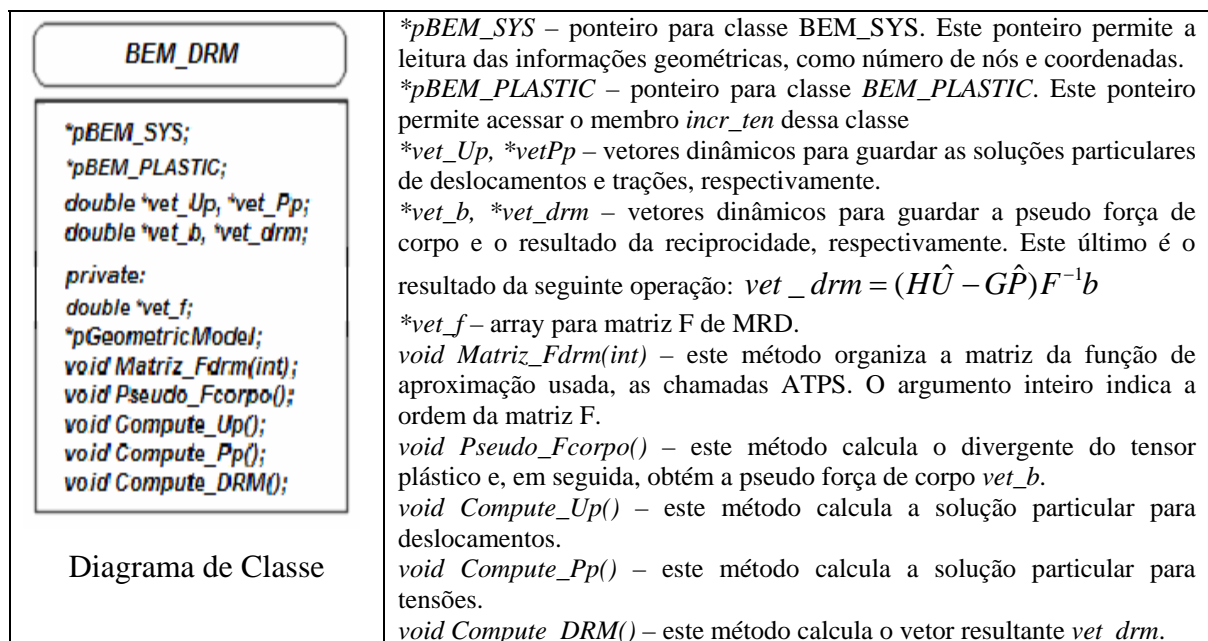 BEM_DRM
*pBEM_SYS;
*pBEM_PLASTIC;
double *vet_Up, *vet_Pp;
double *vet_b, *vet_drm;
private:
double *vet_f;
*pGeometricModel;
void Matriz_Fdrm(int);
void Pseudo_Fcorpo();
void Compute_Up();
void Compute_Pp();
void Compute_DRM();
Diagrama de Classe
*pBEM_SYS – ponteiro para classe BEM_SYS. Este ponteiro permite a
leitura das informações geométricas, como número de nós e coordenadas.
*pBEM_PLASTIC – ponteiro para classe BEM_PLASTIC. Este ponteiro
permite acessar o membro incr_ten dessa classe
*vet_Up, *vetPp – vetores dinâmicos para guardar as soluções particulares
de deslocamentos e trações, respectivamente.
*vet_b, *vet_drm – vetores dinâmicos para guardar a pseudo força de
corpo e o resultado da reciprocidade, respectivamente. Este último é o
resultado da seguinte operação: vet _ drm = (HÛ − GP̂)F⁻¹b
*vet_f – array para matriz F de MRD.
void Matriz_Fdrm(int) – este método organiza a matriz da função de
aproximação usada, as chamadas ATPS. O argumento inteiro indica a
ordem da matriz F.
void Pseudo_Fcorpo() – este método calcula o divergente do tensor
plástico e, em seguida, obtém a pseudo força de corpo vet_b.
void Compute_Up() – este método calcula a solução particular para
deslocamentos.
void Compute_Pp() – este método calcula a solução particular para
tensões.
void Compute_DRM() – este método calcula o vetor resultante vet_drm.